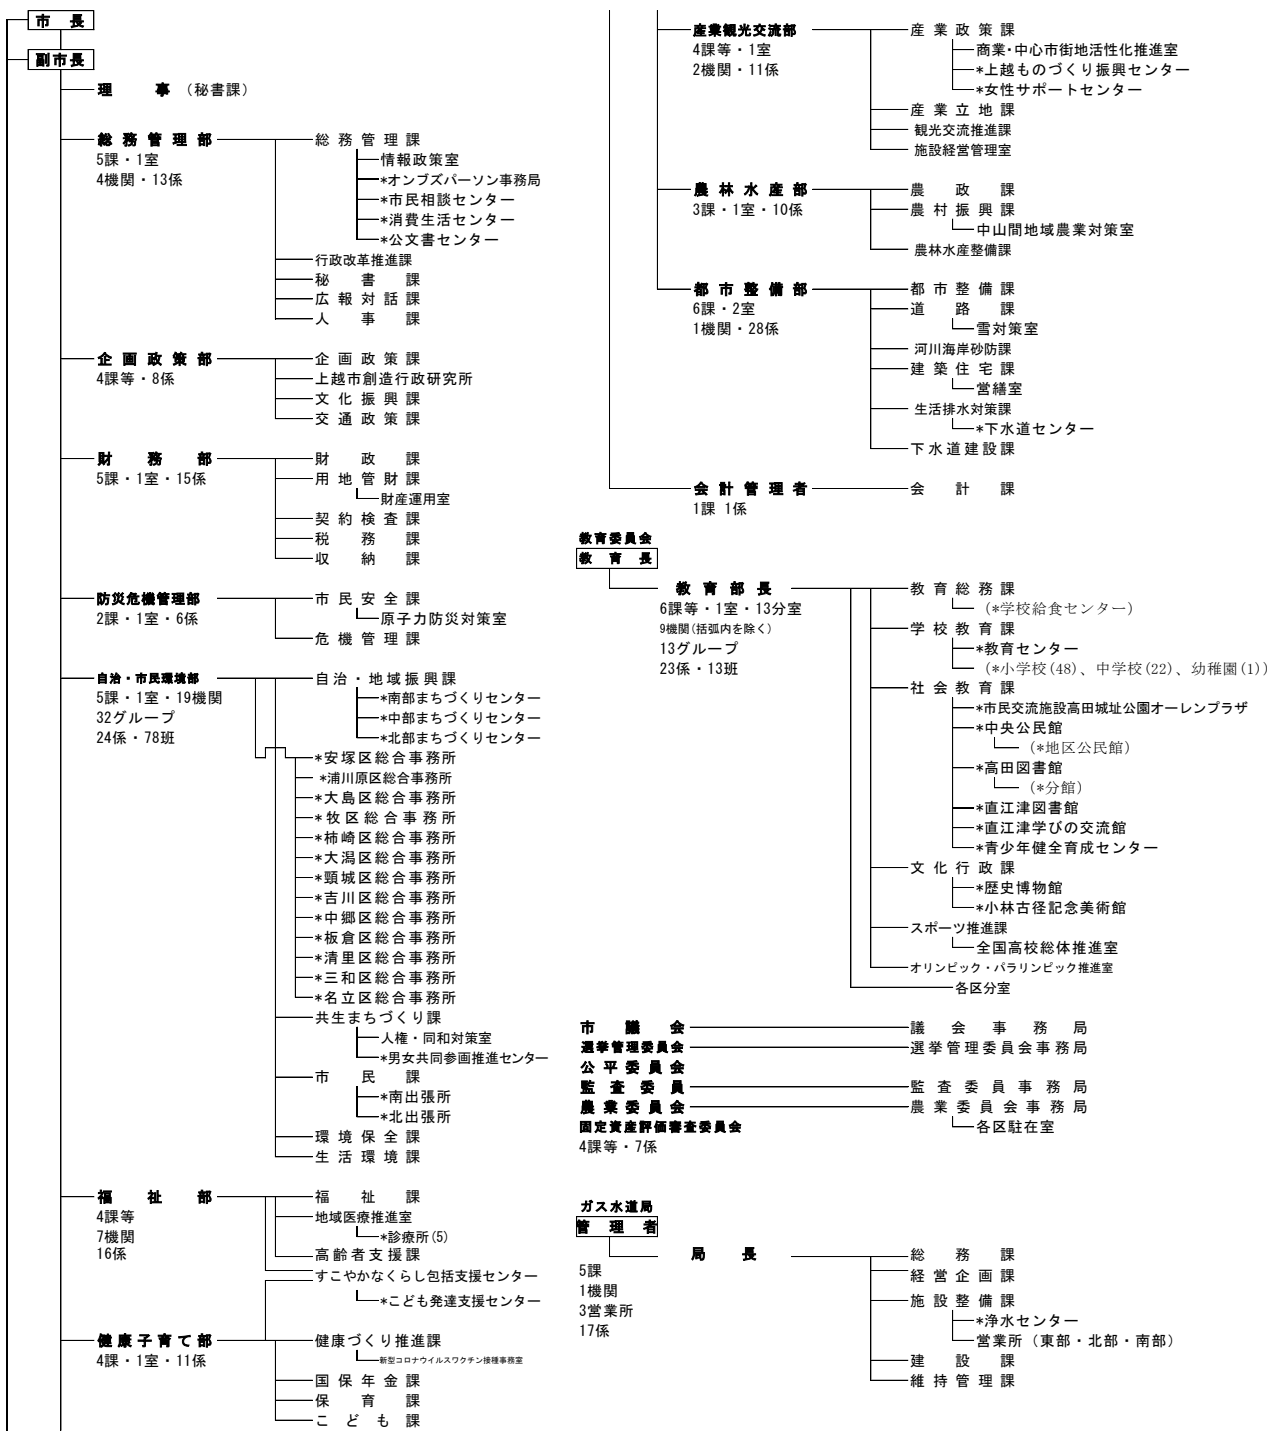 市長
副市長
理事 （秘書課）
総務管理部
5課・1室
4機関・13係
総務管理課
情報政策室
*オンブズパーソン事務局
*市民相談センター
*消費生活センター
*公文書センター
行政改革推進課
秘書課
広報対話課
人事課
企画政策部
4課等・8係
企画政策課
上越市創造行政研究所
文化振興課
交通政策課
財務部
5課・1室・15係
財政課
用地管財課
財産運用室
契約検査課
税務課
収納課
防災危機管理部
2課・1室・6係
市民安全課
原子力防災対策室
危機管理課
自治・市民環境部
5課・1室・19機関
32グループ
24係・78班
自治・地域振興課
*南部まちづくりセンター
*中部まちづくりセンター
*北部まちづくりセンター
*安塚区総合事務所
*浦川原区総合事務所
*大島区総合事務所
*牧区総合事務所
*柿崎区総合事務所
*大潟区総合事務所
*頸城区総合事務所
*吉川区総合事務所
*中郷区総合事務所
*板倉区総合事務所
*清里区総合事務所
*三和区総合事務所
*名立区総合事務所
共生まちづくり課
人権・同和対策室
*男女共同参画推進センター
市民課
*南出張所
*北出張所
環境保全課
生活環境課
福祉部
4課等
7機関
16係
福祉課
地域医療推進室
*診療所(5)
高齢者支援課
すこやかなくらし包括支援センター
*こども発達支援センター
健康子育て部
4課・1室・11係
健康づくり推進課
新型コロナウイルスワクチン接種事務室
国保年金課
保育課
こども課
産業観光交流部
4課等・1室
2機関・11係
産業政策課
商業・中心市街地活性化推進室
*上越ものづくり振興センター
*女性サポートセンター
産業立地課
観光交流推進課
施設経営管理室
農林水産部
3課・1室・10係
農政課
農村振興課
中山間地域農業対策室
農林水産整備課
都市整備部
6課・2室
1機関・28係
都市整備課
道路課
雪対策室
河川海岸砂防課
建築住宅課
営繕室
生活排水対策課
*下水道センター
下水道建設課
会計管理者
1課 1係
会計課
教育委員会
教育長
教育部長
6課等・1室・13分室
9機関(括弧内を除く)
13グループ
23係・13班
教育総務課
(*学校給食センター)
学校教育課
*教育センター
(*小学校(48)、中学校(22)、幼稚園(1))
社会教育課
*市民交流施設高田城址公園オーレンプラザ
*中央公民館
(*地区公民館)
*高田図書館
(*分館)
*直江津図書館
*直江津学びの交流館
*青少年健全育成センター
文化行政課
*歴史博物館
*小林古径記念美術館
スポーツ推進課
全国高校総体推進室
オリンピック・パラリンピック推進室
各区分室
市議会 議会事務局
選挙管理委員会 選挙管理委員会事務局
公平委員会
監査委員 監査委員事務局
農業委員会 農業委員会事務局
各区駐在室
固定資産評価審査委員会
4課等・7係
ガス水道局
管理者
局長
5課
1機関
3営業所
17係
総務課
経営企画課
施設整備課
*浄水センター
営業所（東部・北部・南部）
建設課
維持管理課